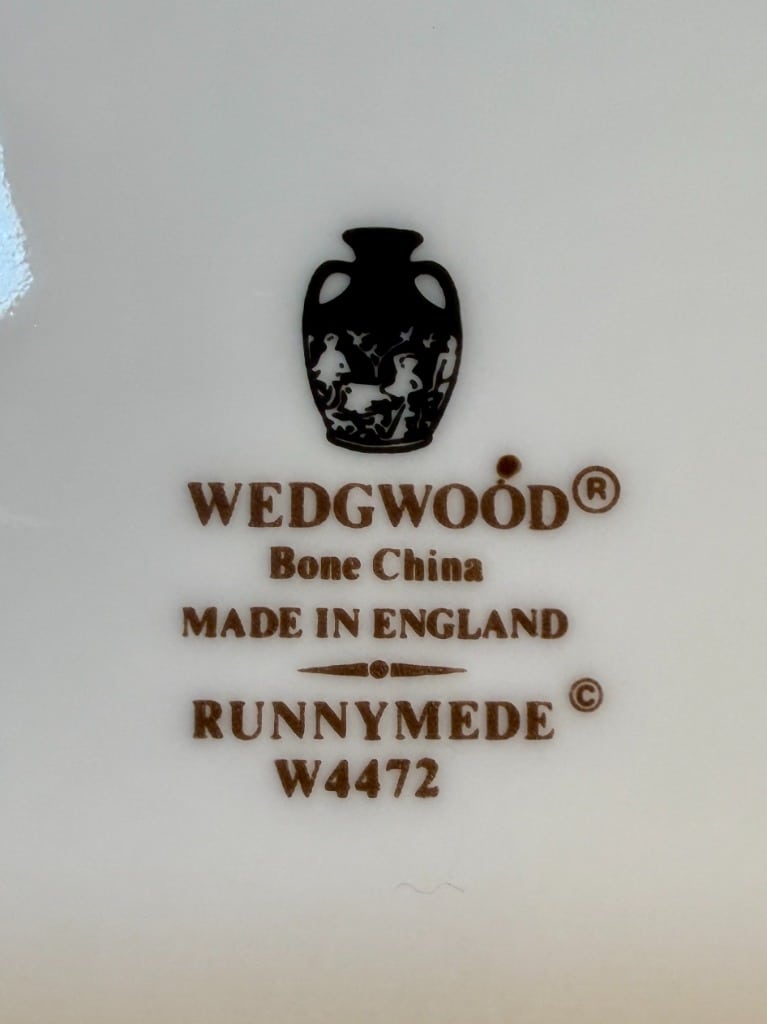 WEDGWOOD®
Bone China
MADE IN ENGLAND
RUNNYMEDE ©
W4472